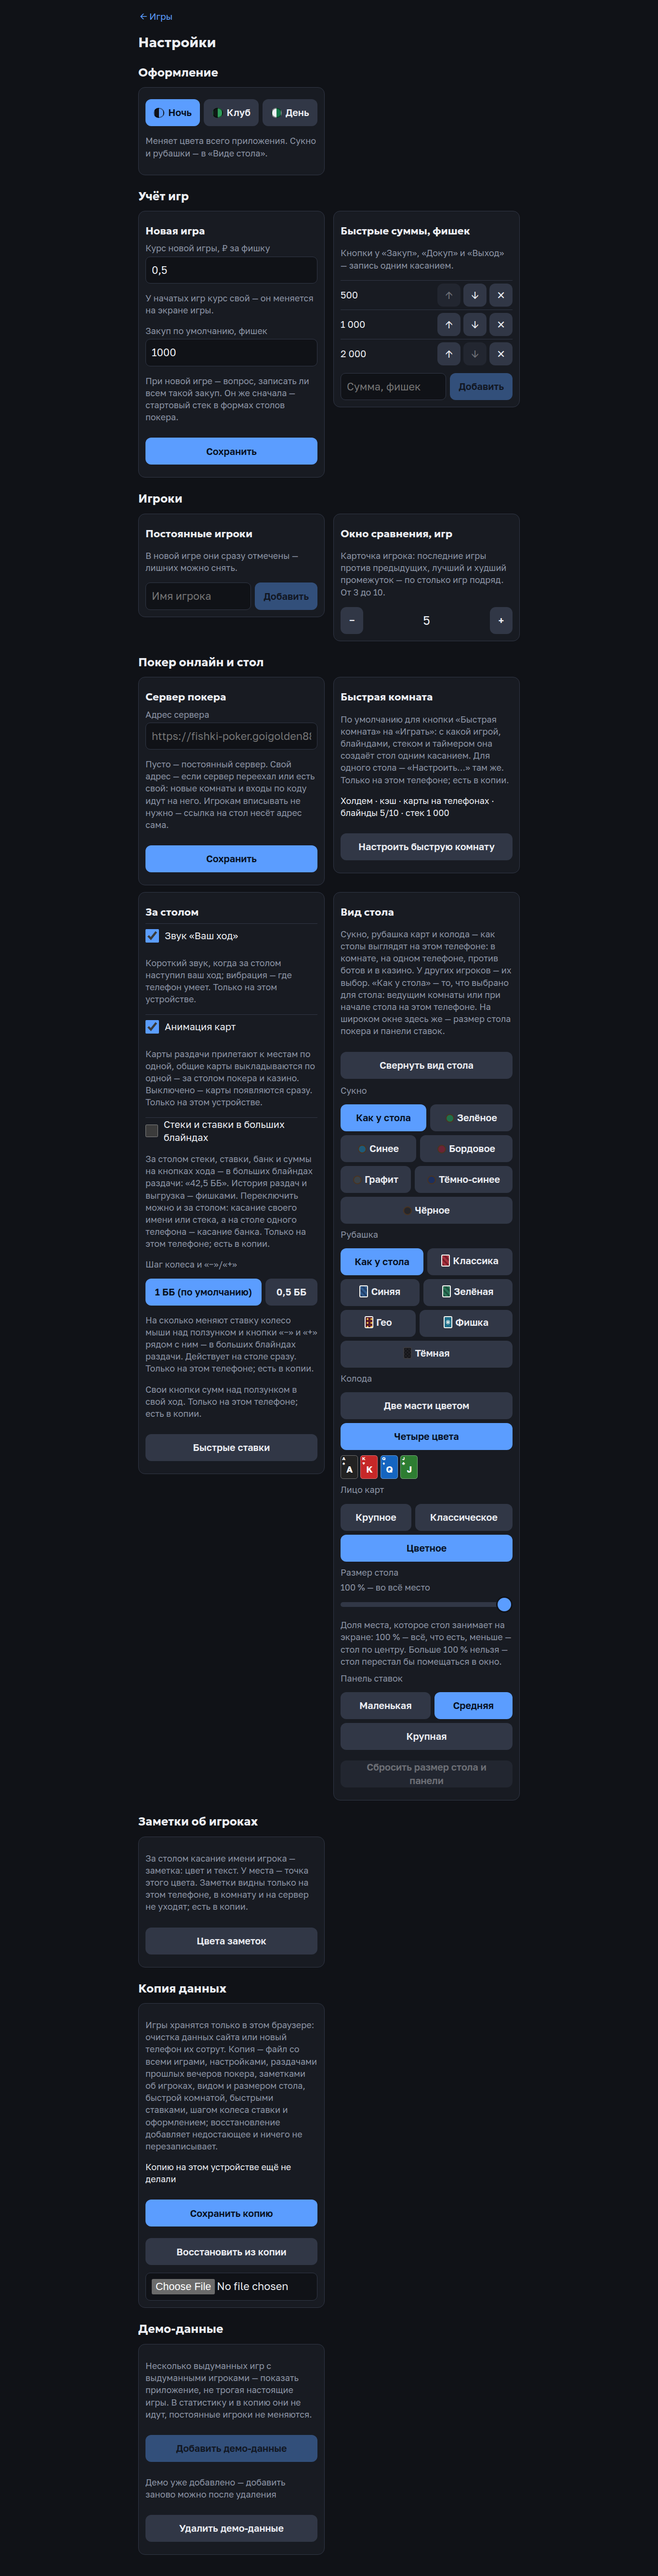 ← Игры
Настройки
Оформление
Ночь
Клуб
День
Меняет цвета всего приложения. Сукно
и рубашки — в «Виде стола».
Учёт игр
Новая игра
Курс новой игры, ₽ за фишку
0,5
У начатых игр курс свой — он меняется
на экране игры.
Закуп по умолчанию, фишек
1000
При новой игре — вопрос, записать ли
всем такой закуп. Он же сначала —
стартовый стек в формах столов
покера.
Сохранить
Быстрые суммы, фишек
Кнопки у «Закуп», «Докуп» и «Выход»
— запись одним касанием.
500 ↑ ↓ ✕
1 000 ↑ ↓ ✕
2 000 ↑ ↓ ✕
Сумма, фишек
Добавить
Игроки
Постоянные игроки
В новой игре они сразу отмечены —
лишних можно снять.
Имя игрока
Добавить
Окно сравнения, игр
Карточка игрока: последние игры
против предыдущих, лучший и худший
промежуток — по столько игр подряд.
От 3 до 10.
− 5 +
Покер онлайн и стол
Сервер покера
Адрес сервера
https://fishki-poker.goigolden8
Пусто — постоянный сервер. Свой
адрес — если сервер переехал или есть
свой: новые комнаты и входы по коду
идут на него. Игрокам вписывать не
нужно — ссылка на стол несёт адрес
сама.
Сохранить
Быстрая комната
По умолчанию для кнопки «Быстрая
комната» на «Играть»: с какой игрой,
блайндами, стеком и таймером она
создаёт стол одним касанием. Для
одного стола — «Настроить…» там же.
Только на этом телефоне; есть в копии.
Холдем · кэш · карты на телефонах ·
блайнды 5/10 · стек 1 000
Настроить быструю комнату
За столом
Звук «Ваш ход»
Короткий звук, когда за столом
наступил ваш ход; вибрация — где
телефон умеет. Только на этом
устройстве.
Анимация карт
Карты раздачи прилетают к местам по
одной, общие карты выкладываются по
одной — за столом покера и казино.
Выключено — карты появляются сразу.
Только на этом устройстве.
Стеки и ставки в больших
блайндах
За столом стеки, ставки, банк и суммы
на кнопках хода — в больших блайндах
раздачи: «42,5 ББ». История раздач и
выгрузка — фишками. Переключить
можно и за столом: касание своего
имени или стека, а на столе одного
телефона — касание банка. Только на
этом телефоне; есть в копии.
Шаг колеса и «−»/«+»
1 ББ (по умолчанию)
0,5 ББ
На сколько меняют ставку колесо
мыши над ползунком и кнопки «−» и «+»
рядом с ним — в больших блайндах
раздачи. Действует на столе сразу.
Только на этом телефоне; есть в копии.
Свои кнопки сумм над ползунком в
свой ход. Только на этом телефоне;
есть в копии.
Быстрые ставки
Вид стола
Сукно, рубашка карт и колода — как
столы выглядят на этом телефоне: в
комнате, на одном телефоне, против
ботов и в казино. У других игроков — их
выбор. «Как у стола» — то, что выбрано
для стола: ведущим комнаты или при
начале стола на этом телефоне. На
широком окне здесь же — размер стола
покера и панели ставок.
Свернуть вид стола
Сукно
Как у стола
Зелёное
Синее
Бордовое
Графит
Тёмно-синее
Чёрное
Рубашка
Как у стола
Классика
Синяя
Зелёная
Гео
Фишка
Тёмная
Колода
Две масти цветом
Четыре цвета
A K Q J
Лицо карт
Крупное
Классическое
Цветное
Размер стола
100 % — во всё место
Доля места, которое стол занимает на
экране: 100 % — всё, что есть, меньше —
стол по центру. Больше 100 % нельзя —
стол перестал бы помещаться в окно.
Панель ставок
Маленькая
Средняя
Крупная
Сбросить размер стола и
панели
Заметки об игроках
За столом касание имени игрока —
заметка: цвет и текст. У места — точка
этого цвета. Заметки видны только на
этом телефоне, в комнату и на сервер
не уходят; есть в копии.
Цвета заметок
Копия данных
Игры хранятся только в этом браузере:
очистка данных сайта или новый
телефон их сотрут. Копия — файл со
всеми играми, настройками, раздачами
прошлых вечеров покера, заметками
об игроках, видом и размером стола,
быстрой комнатой, быстрыми
ставками, шагом колеса ставки и
оформлением; восстановление
добавляет недостающее и ничего не
перезаписывает.
Копию на этом устройстве ещё не
делали
Сохранить копию
Восстановить из копии
Choose File No file chosen
Демо-данные
Несколько выдуманных игр с
выдуманными игроками — показать
приложение, не трогая настоящие
игры. В статистику и в копию они не
идут, постоянные игроки не меняются.
Добавить демо-данные
Демо уже добавлено — добавить
заново можно после удаления
Удалить демо-данные